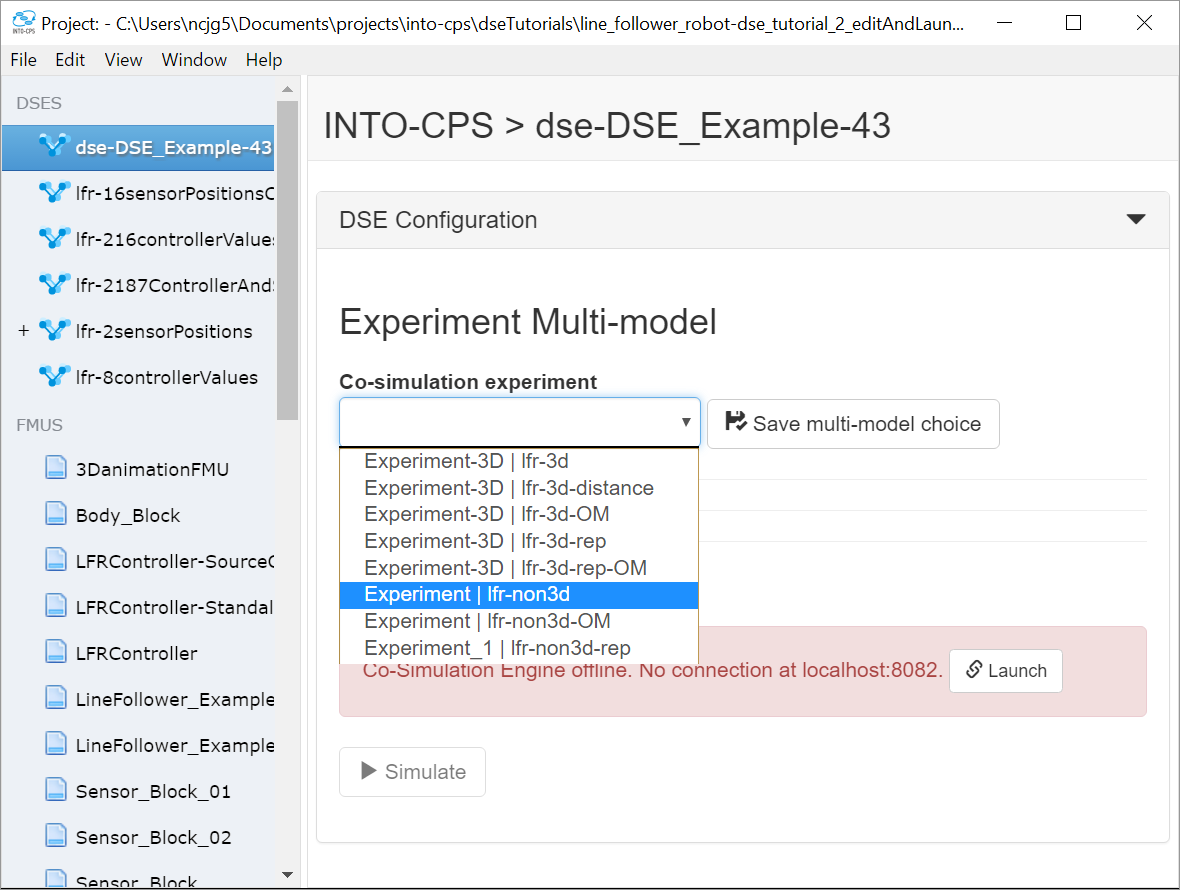 INTO-CPS
Project: - C:\Users\ncjg5\Documents\projects\into-cps\dseTutorials\line_follower_robot-dse_tutorial_2_editAndLaun...
File Edit View Window Help
DSES
dse-DSE_Example-43
lfr-16sensorPositionsC
lfr-216controllerValues
lfr-2187ControllerAndS
+ lfr-2sensorPositions
lfr-8controllerValues
FMUS
3DanimationFMU
Body_Block
LFRController-SourceC
LFRController-Standal
LFRController
LineFollower_Example
LineFollower_Example
Sensor_Block_01
Sensor_Block_02
Sensor_Block
INTO-CPS > dse-DSE_Example-43
DSE Configuration
Experiment Multi-model
Co-simulation experiment
Save multi-model choice
Experiment-3D | lfr-3d
Experiment-3D | lfr-3d-distance
Experiment-3D | lfr-3d-OM
Experiment-3D | lfr-3d-rep
Experiment-3D | lfr-3d-rep-OM
Experiment | lfr-non3d
Experiment | lfr-non3d-OM
Experiment_1 | lfr-non3d-rep
Co-Simulation Engine offline. No connection at localhost:8082. Launch
Simulate